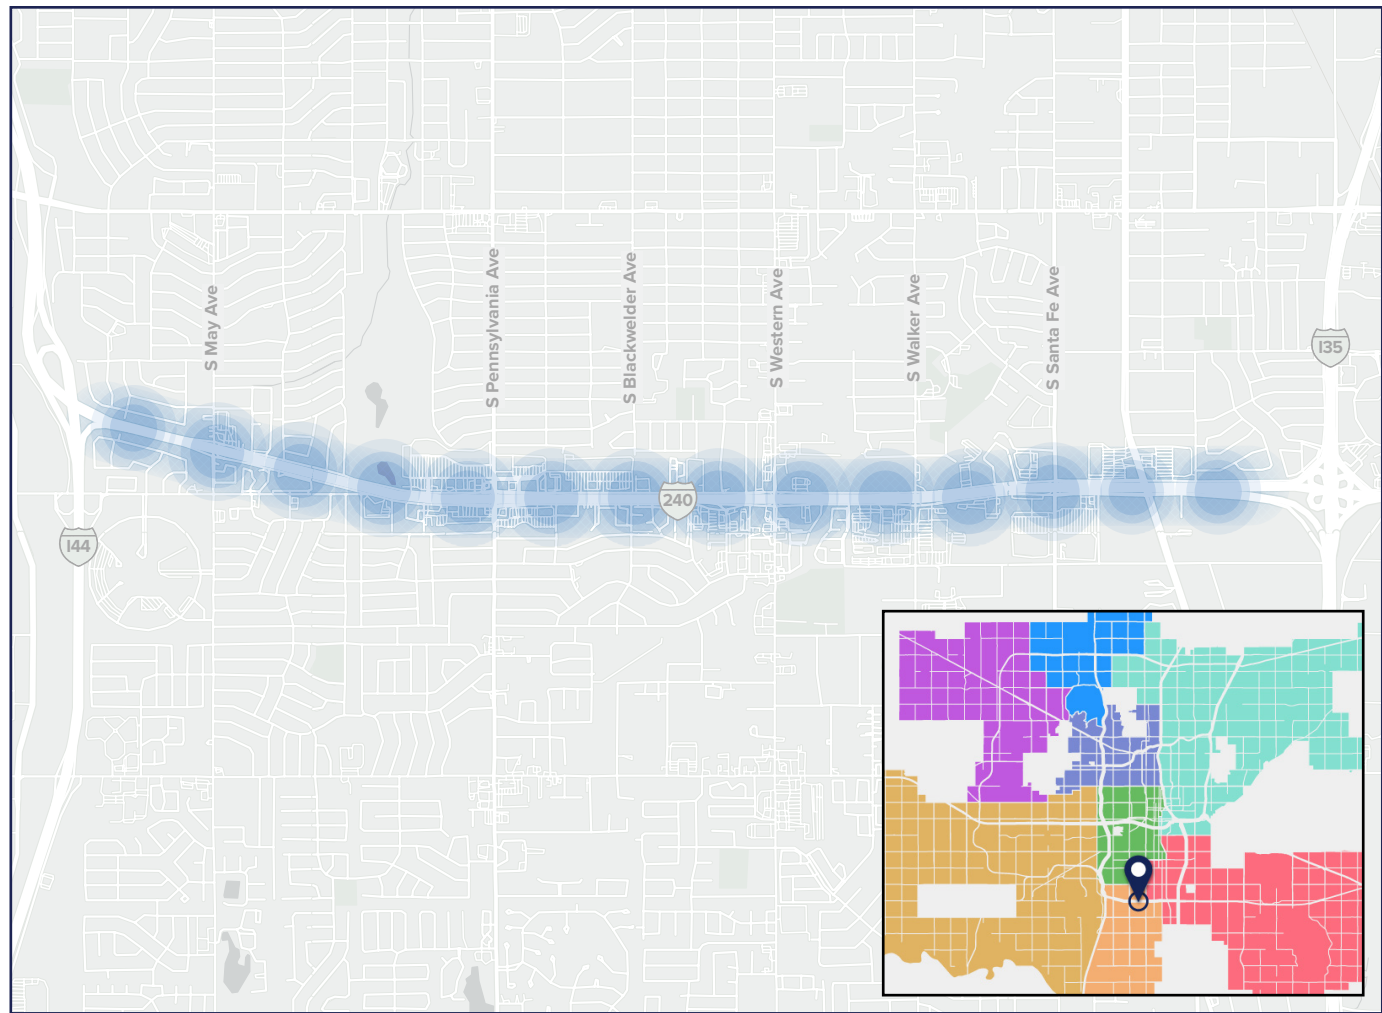 S May Ave
S Pennsylvania Ave
S Blackwelder Ave
S Western Ave
S Walker Ave
S Santa Fe Ave
I35
240
I44